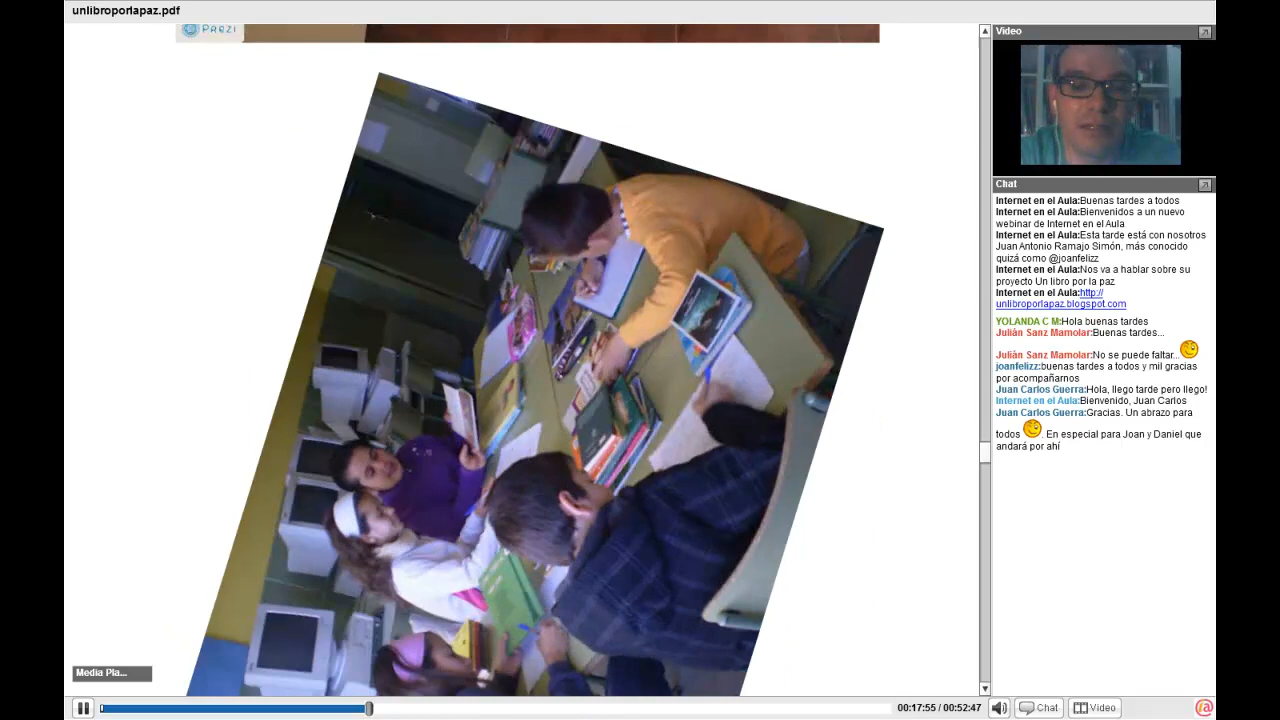 unlibroporlapaz.pdf
Prezi
Video
Chat
Internet en el Aula:Buenas tardes a todos
Internet en el Aula:Bienvenidos a un nuevo
webinar de Internet en el Aula
Internet en el Aula:Esta tarde está con nosotros
Juan Antonio Ramajo Simón, más conocido
quizá como @joanfelizz
Internet en el Aula:Nos va a hablar sobre su
proyecto Un libro por la paz
Internet en el Aula:http://
unlibroporlapaz.blogspot.com
YOLANDA C M:Hola buenas tardes
Julián Sanz Mamolar:Buenas tardes...
Julián Sanz Mamolar:No se puede faltar...
joanfelizz:buenas tardes a todos y mil gracias
por acompañarnos
Juan Carlos Guerra:Hola, llego tarde pero llego!
Internet en el Aula:Bienvenido, Juan Carlos
Juan Carlos Guerra:Gracias. Un abrazo para
todos . En especial para Joan y Daniel que
andará por ahí
Media Pla...
00:17:55 / 00:52:47
Chat
Video